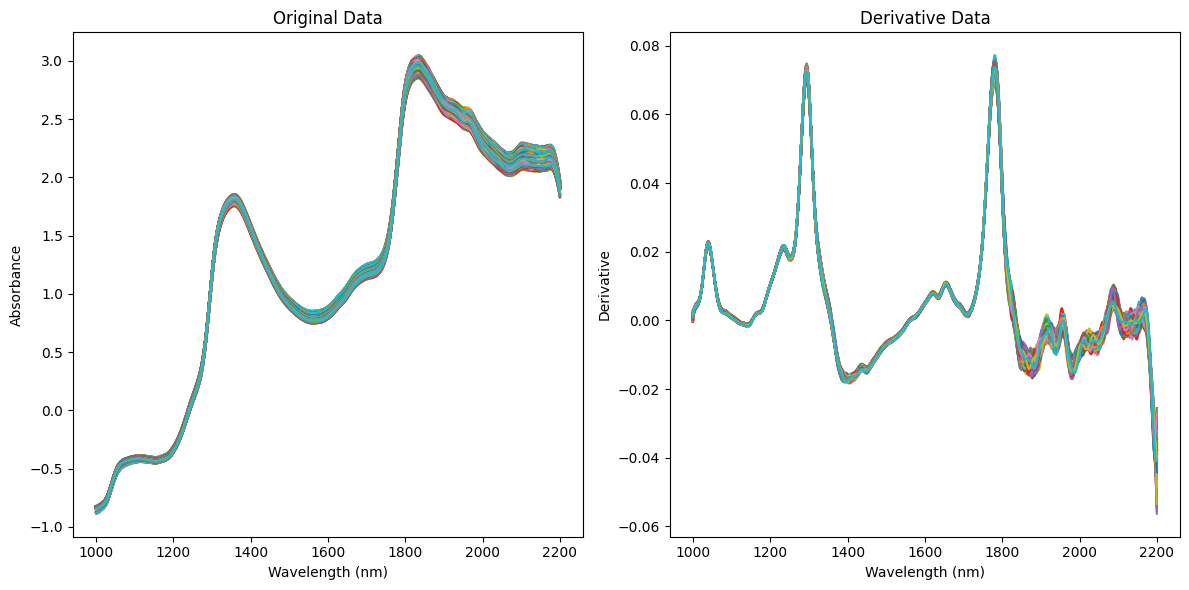 Original Data
Absorbance
3.0
2.5
2.0
1.5
1.0
0.5
0.0
−0.5
−1.0
1000 1200 1400 1600 1800 2000 2200
Wavelength (nm)
Derivative Data
Derivative
0.08
0.06
0.04
0.02
0.00
−0.02
−0.04
−0.06
1000 1200 1400 1600 1800 2000 2200
Wavelength (nm)